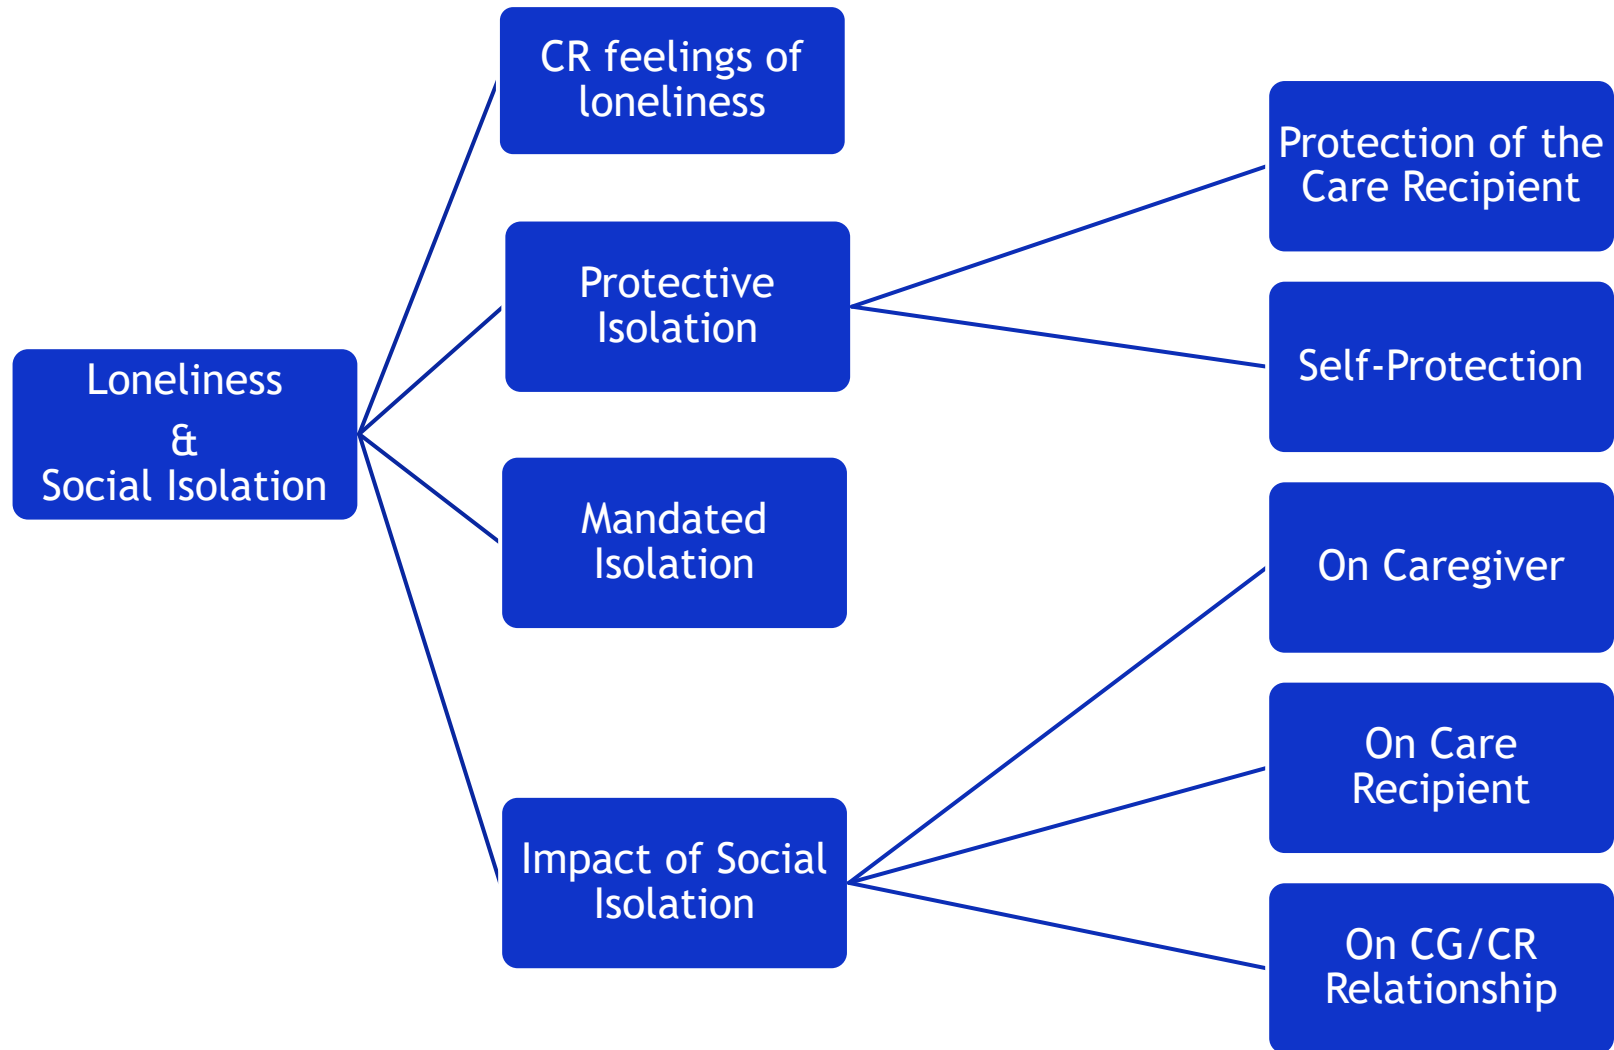 Loneliness
&
Social Isolation
CR feelings of
loneliness
Protective
Isolation
Mandated
Isolation
Impact of Social
Isolation
Protection of the
Care Recipient
Self-Protection
On Caregiver
On Care
Recipient
On CG/CR
Relationship